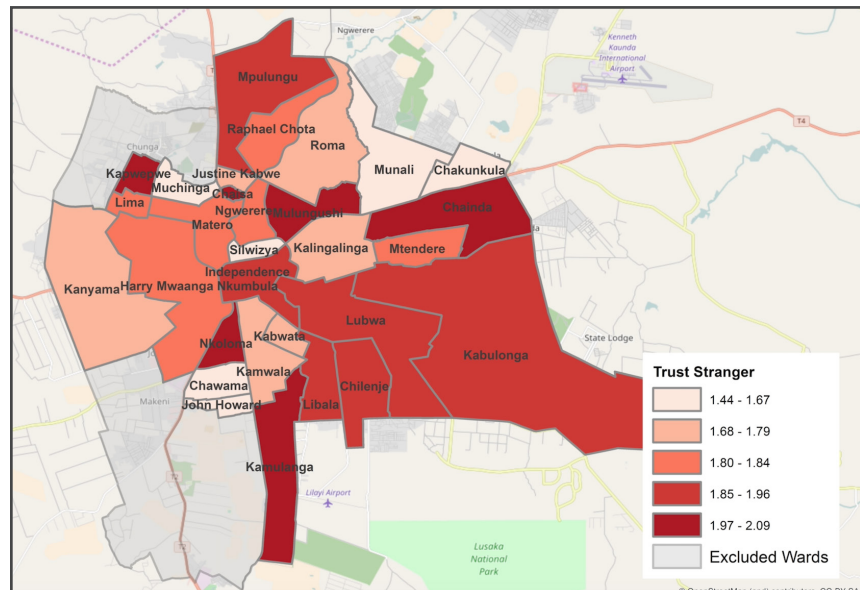 Ngwerere
Kenneth
Kaunda
International
Airport
Mpulungu
T4
Chunga
Raphael Chota
Roma
Justine Kabwe
Munali
Chakunkula
Muchinga
Lima
Ngwerere
Mulungushi
Chainda
Matero
Silwizya
Kalingalinga
Mtendere
Independence
Kanyama
Harry Mwaanga Nkumbula
Lubwa
Kabwata
Nkoloma
State Lodge
Kabulonga
Kamwala
Chawama
Chilenje
Makeni
John Howard
Libala
Kamulanga
Lilayi Airport
Lusaka
National
Park
Trust Stranger
1.44 - 1.67
1.68 - 1.79
1.80 - 1.84
1.85 - 1.96
1.97 - 2.09
Excluded Wards